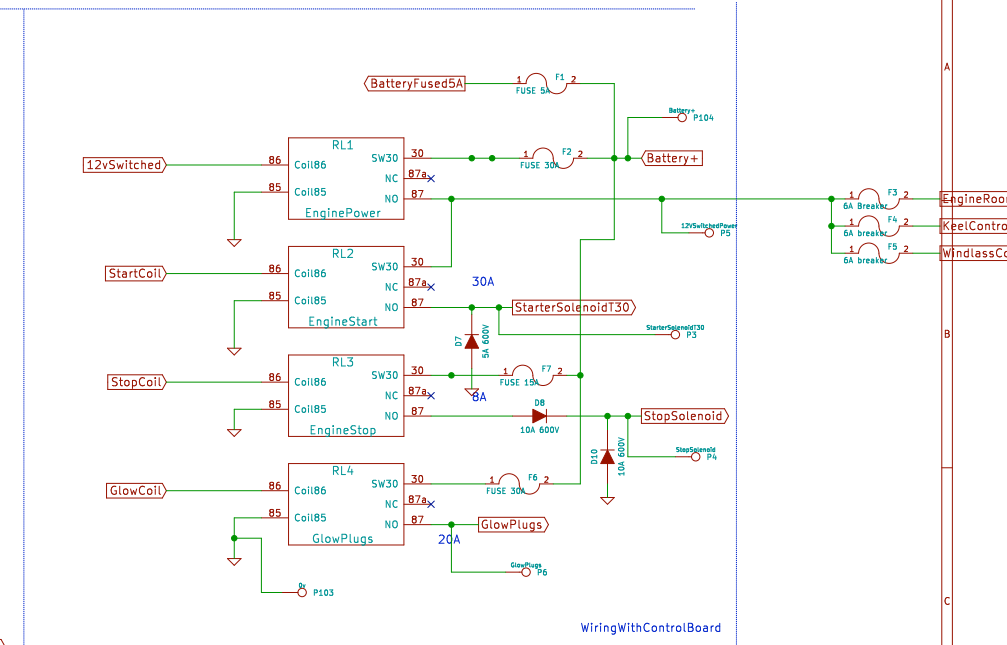 BatteryFused5A
1 F1 2
FUSE 5A
A
Battery+
P104
RL1
12vSwitched
86 Coil86
SW30 30
1 F2 2
FUSE 30A
Battery+
NC 87a
85 Coil85
NO 87
EnginePower
1 F3 2
6A Breaker
EngineRoo
12VSwitchedPower
P5
1 F4 2
6A breaker
KeelContro
1 F5 2
6A breaker
WindlassCo
RL2
StartCoil
86 Coil86
SW30 30
NC 87a
30A
85 Coil85
NO 87
EngineStart
StarterSolenoidT30
StarterSolenoidT30
P3
B
D7
5A 600V
RL3
StopCoil
86 Coil86
SW30 30
1 F7 2
FUSE 15A
NC 87a
8A
85 Coil85
NO 87
EngineStop
D8
10A 600V
StopSolenoid
StopSolenoid
P4
D10
10A 600V
RL4
GlowCoil
86 Coil86
SW30 30
1 F6 2
FUSE 30A
NC 87a
85 Coil85
NO 87
GlowPlugs
GlowPlugs
20A
GlowPlugs
P6
0v
P103
C
WiringWithControlBoard